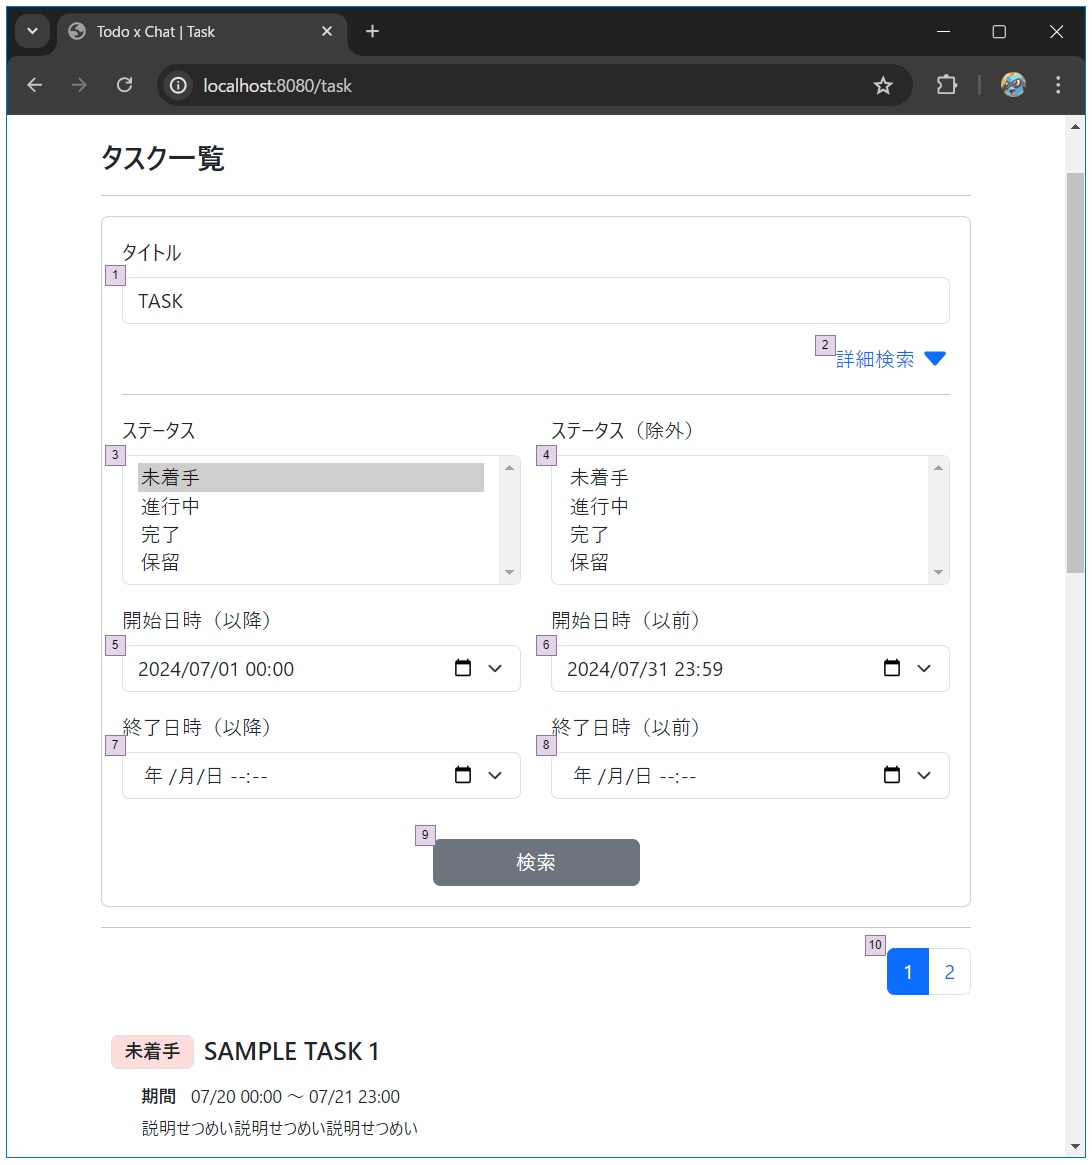 Todo x Chat | Task
localhost:8080/task
タスク一覧
タイトル
1
TASK
2
詳細検索
ステータス ステータス（除外）
3 4
未着手 未着手
進行中 進行中
完了 完了
保留 保留
開始日時（以降） 開始日時（以前）
5 6
2024/07/01 00:00 2024/07/31 23:59
終了日時（以降） 終了日時（以前）
7 8
年 /月/日 --:-- 年 /月/日 --:--
9
検索
10
1 2
未着手 SAMPLE TASK 1
期間 07/20 00:00 ～ 07/21 23:00
説明せつめい説明せつめい説明せつめい